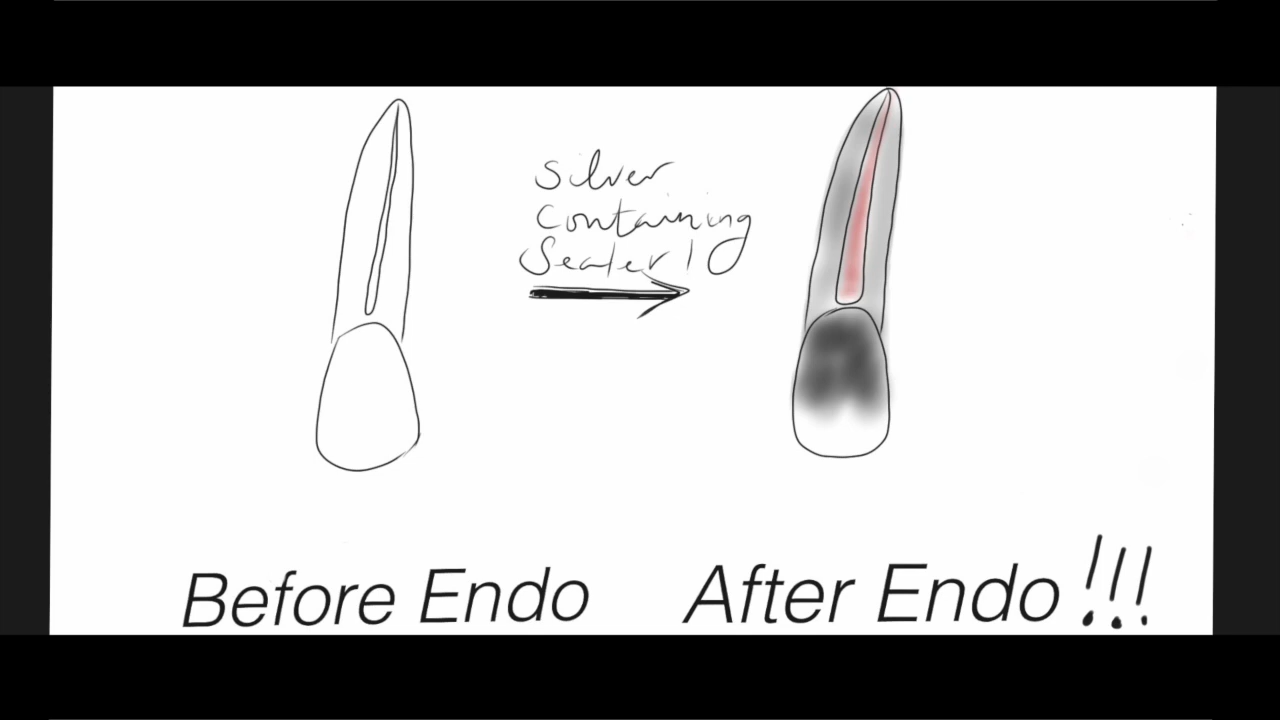 Silver
Containing
Sealer!
Before Endo
After Endo!!!